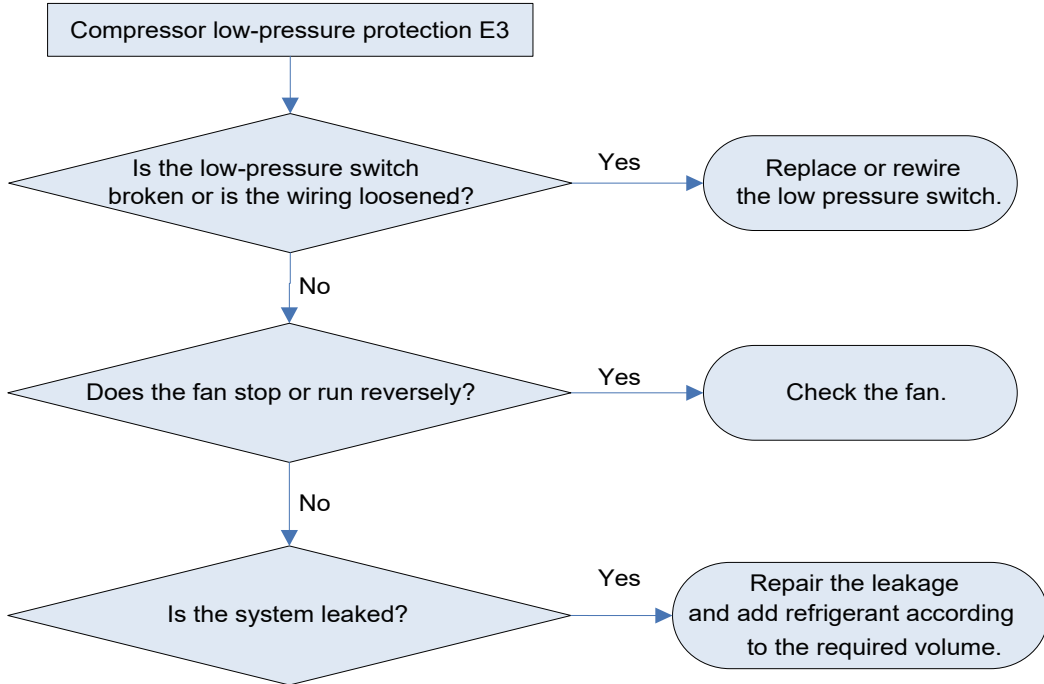 Compressor low-pressure protection E3
Is the low-pressure switch
broken or is the wiring loosened?
Yes
Replace or rewire
the low pressure switch.
No
Does the fan stop or run reversely?
Yes
Check the fan.
No
Is the system leaked?
Yes
Repair the leakage
and add refrigerant according
to the required volume.